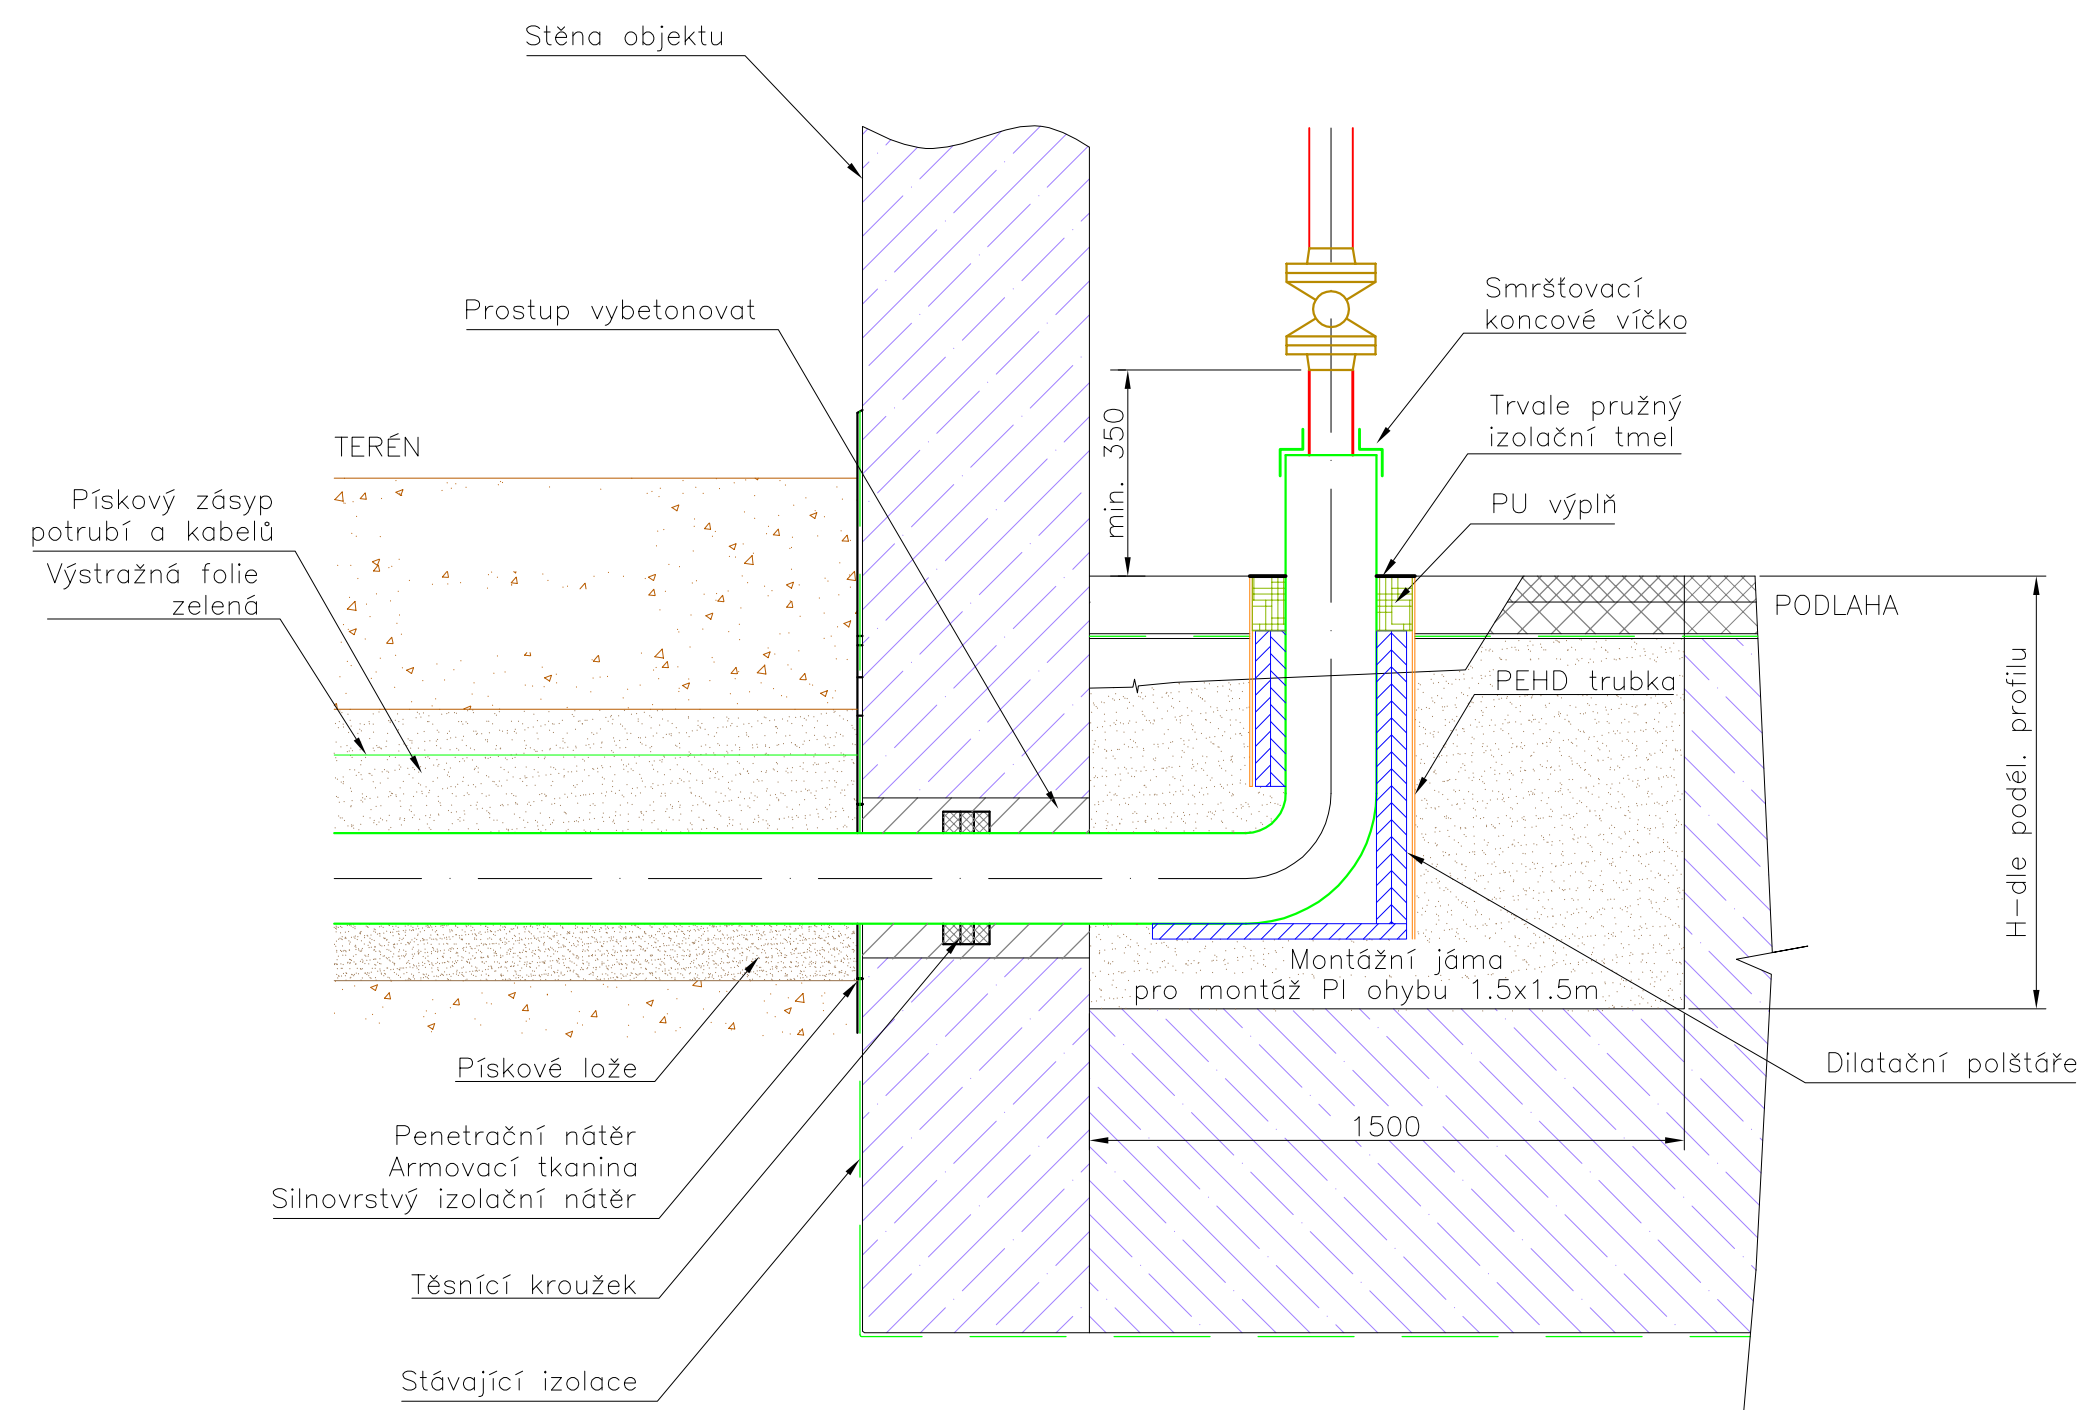 Stěna objektu
Prostup vybetonovat
Smršťovací
koncové víčko
Trvale pružný
izolační tmel
min. 350
TERÉN
Pískový zásyp
potrubí a kabelů
PU výplň
Výstražná folie
zelená
PODLAHA
PEHD trubka
H-dle poděl. profilu
Montážní jáma
pro montáž PI ohybu 1.5x1.5m
Pískové lože
Dilatační polštáře
1500
Penetrační nátěr
Armovací tkanina
Silnovrstvý izolační nátěr
Těsnící kroužek
Stávající izolace